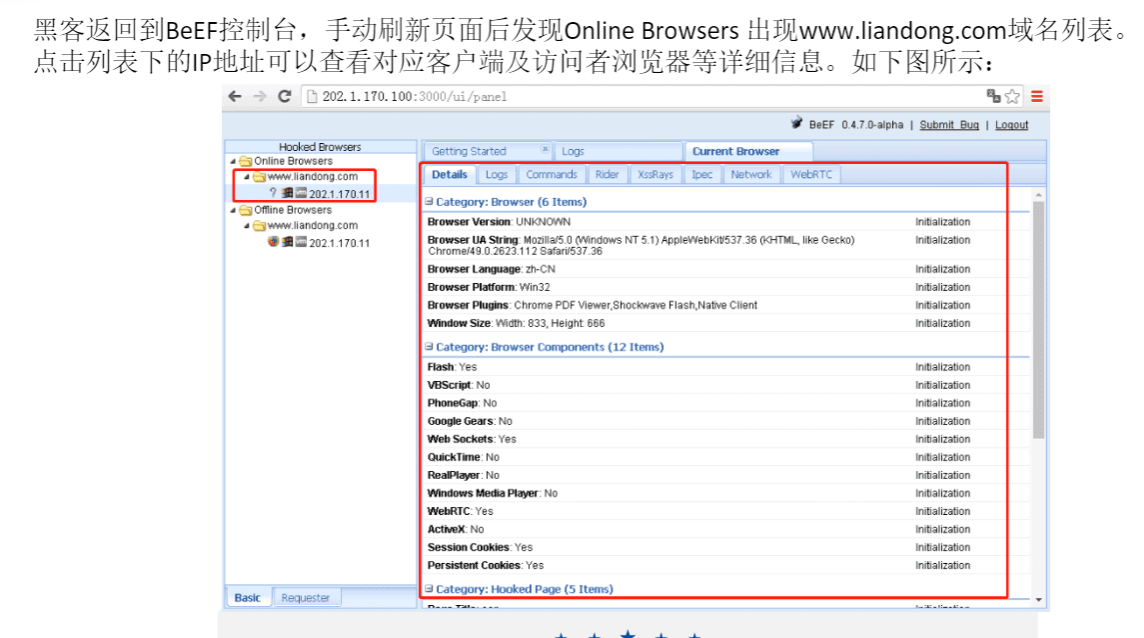 黑客返回到BeEF控制台，手动刷新页面后发现Online Browsers 出现www.liandong.com域名列表。
点击列表下的IP地址可以查看对应客户端及访问者浏览器等详细信息。如下图所示：
202.1.170.100:3000/ui/panel
BeEF 0.4.7.0-alpha | Submit Bug | Logout
Hooked Browsers
Online Browsers
www.liandong.com
? 202.1.170.11
Offline Browsers
www.liandong.com
202.1.170.11
Basic Requester
Getting Started Logs Current Browser
Details Logs Commands Rider XssRays Ipec Network WebRTC
Category: Browser (6 Items)
Browser Version: UNKNOWN Initialization
Browser UA String: Mozilla/5.0 (Windows NT 5.1) AppleWebKit/537.36 (KHTML, like Gecko) Initialization
Chrome/49.0.2623.112 Safari/537.36
Browser Language: zh-CN Initialization
Browser Platform: Win32 Initialization
Browser Plugins: Chrome PDF Viewer,Shockwave Flash,Native Client Initialization
Window Size: Width: 833, Height: 666 Initialization
Category: Browser Components (12 Items)
Flash: Yes Initialization
VBScript: No Initialization
PhoneGap: No Initialization
Google Gears: No Initialization
Web Sockets: Yes Initialization
QuickTime: No Initialization
RealPlayer: No Initialization
Windows Media Player: No Initialization
WebRTC: Yes Initialization
ActiveX: No Initialization
Session Cookies: Yes Initialization
Persistent Cookies: Yes Initialization
Category: Hooked Page (5 Items)